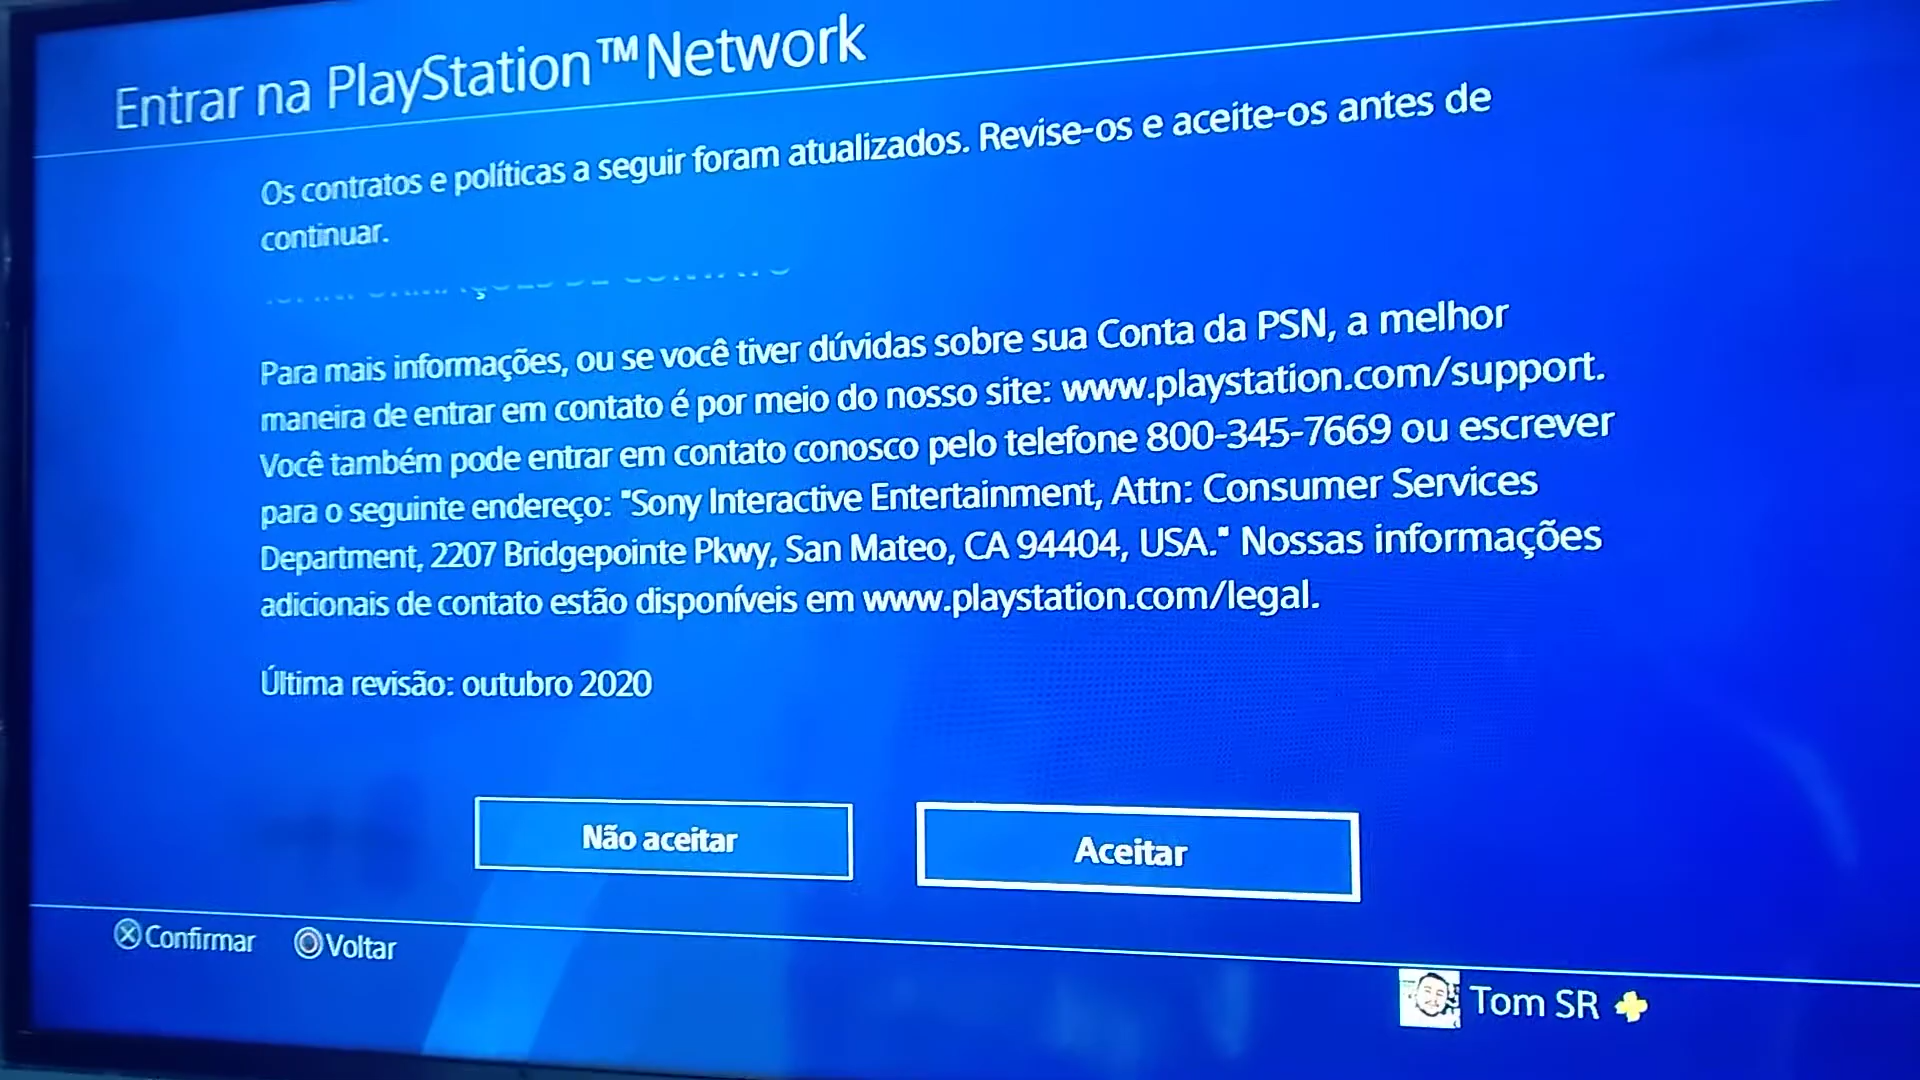 Entrar na PlayStation™Network
Os contratos e políticas a seguir foram atualizados. Revise-os e aceite-os antes de
continuar.
Para mais informações, ou se você tiver dúvidas sobre sua Conta da PSN, a melhor
maneira de entrar em contato é por meio do nosso site: www.playstation.com/support.
Você também pode entrar em contato conosco pelo telefone 800-345-7669 ou escrever
para o seguinte endereço: "Sony Interactive Entertainment, Attn: Consumer Services
Department, 2207 Bridgepointe Pkwy, San Mateo, CA 94404, USA." Nossas informações
adicionais de contato estão disponíveis em www.playstation.com/legal.
Última revisão: outubro 2020
Não aceitar
Aceitar
Confirmar
Voltar
Tom SR